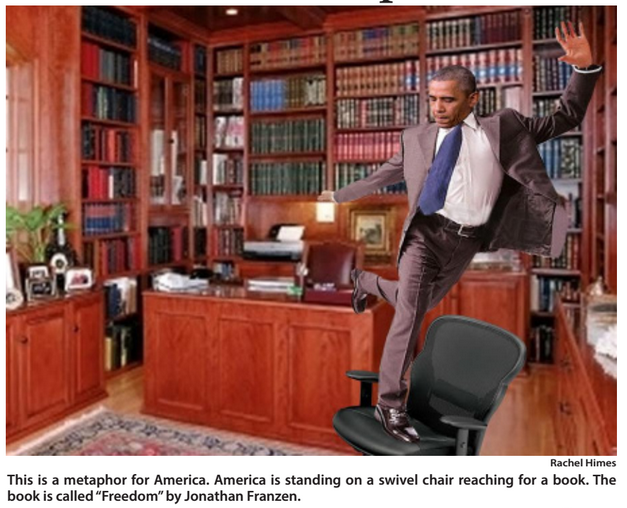 Rachel Himes
This is a metaphor for America. America is standing on a swivel chair reaching for a book. The
book is called “Freedom” by Jonathan Franzen.